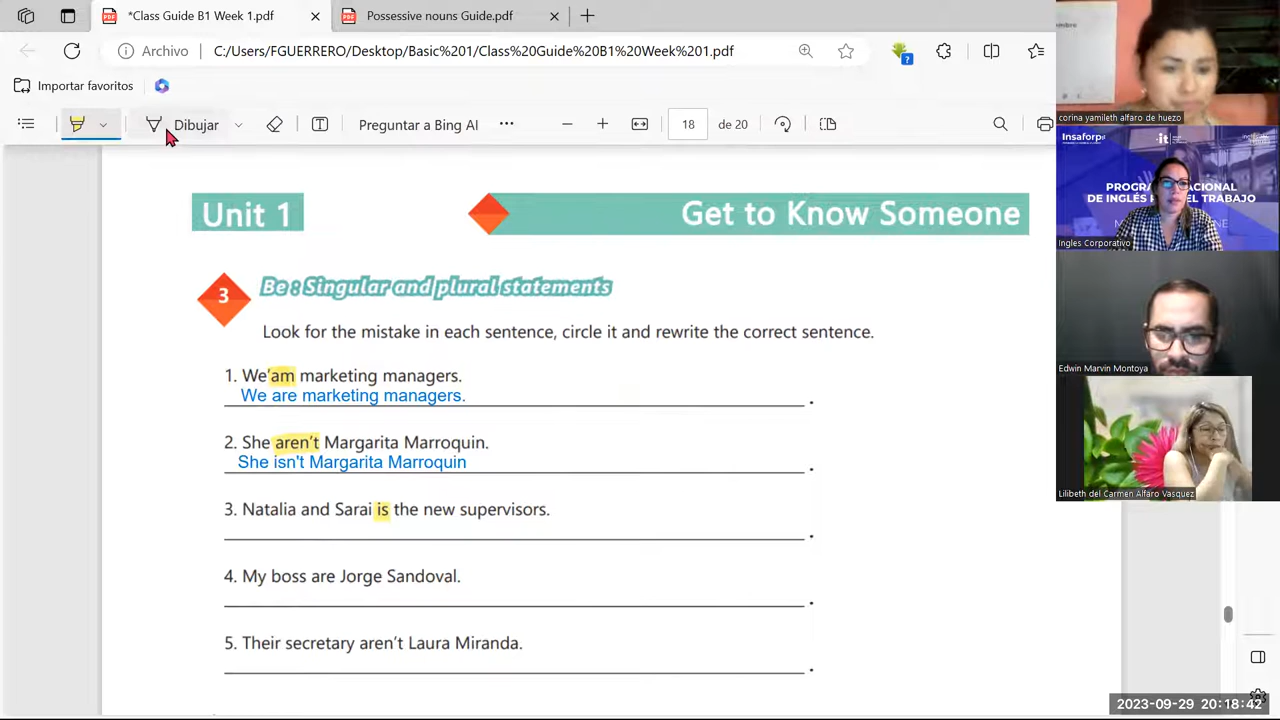 *Class Guide B1 Week 1.pdf
Possessive nouns Guide.pdf
Archivo
C:/Users/FGUERRERO/Desktop/Basic%201/Class%20Guide%20B1%20Week%201.pdf
Importar favoritos
Dibujar
Preguntar a Bing AI
18
de 20
Unit 1
Get to Know Someone
3
Be : Singular and plural statements
Look for the mistake in each sentence, circle it and rewrite the correct sentence.
1. We'am marketing managers.
We are marketing managers.
2. She aren't Margarita Marroquin.
She isn't Margarita Marroquin
3. Natalia and Sarai is the new supervisors.
4. My boss are Jorge Sandoval.
5. Their secretary aren't Laura Miranda.
corina yamileth alfaro de huezo
Insaforp
Ingles Corporativo
Edwin Marvin Montoya
Lilibeth del Carmen Alfaro Vasquez
2023-09-29 20:18:42